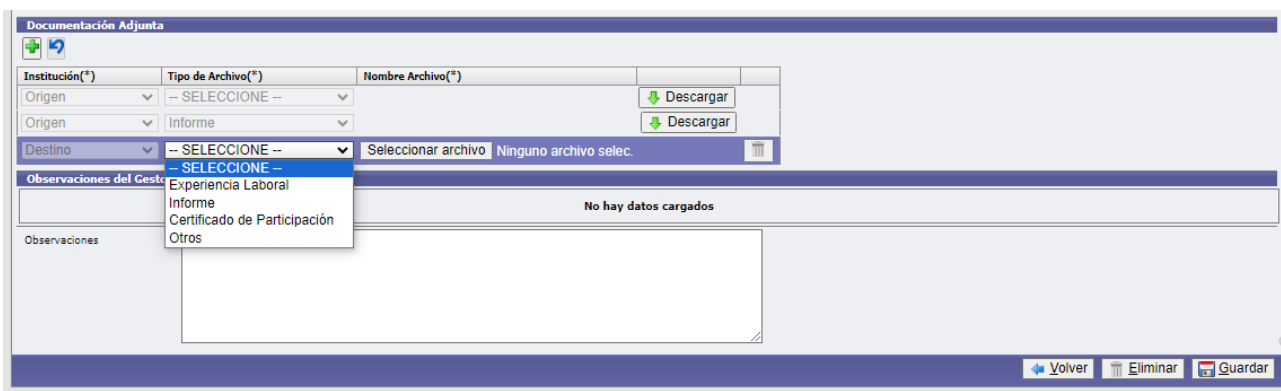 Documentación Adjunta
Institución(*) Tipo de Archivo(*) Nombre Archivo(*)
Origen -- SELECCIONE -- Descargar
Origen Informe Descargar
Destino -- SELECCIONE -- Seleccionar archivo Ninguno archivo selec.
-- SELECCIONE --
Observaciones del Gesto
Experiencia Laboral
Informe
No hay datos cargados
Certificado de Participación
Otros
Observaciones
Volver Eliminar Guardar